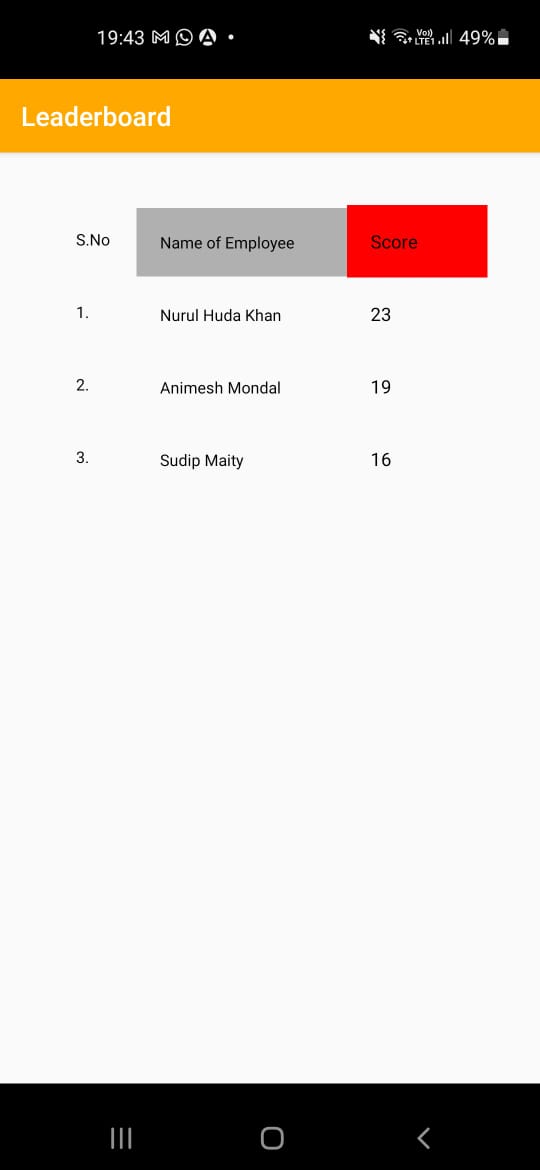 19:43 Vo)) LTE1 49%
Leaderboard
S.No Name of Employee Score
1. Nurul Huda Khan 23
2. Animesh Mondal 19
3. Sudip Maity 16